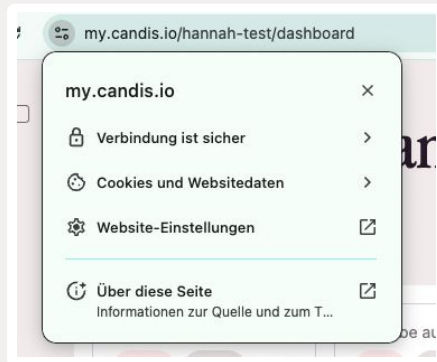 my.candis.io/hannah-test/dashboard
my.candis.io
Verbindung ist sicher
Cookies und Websitedaten
Website-Einstellungen
Über diese Seite
Informationen zur Quelle und zum T...